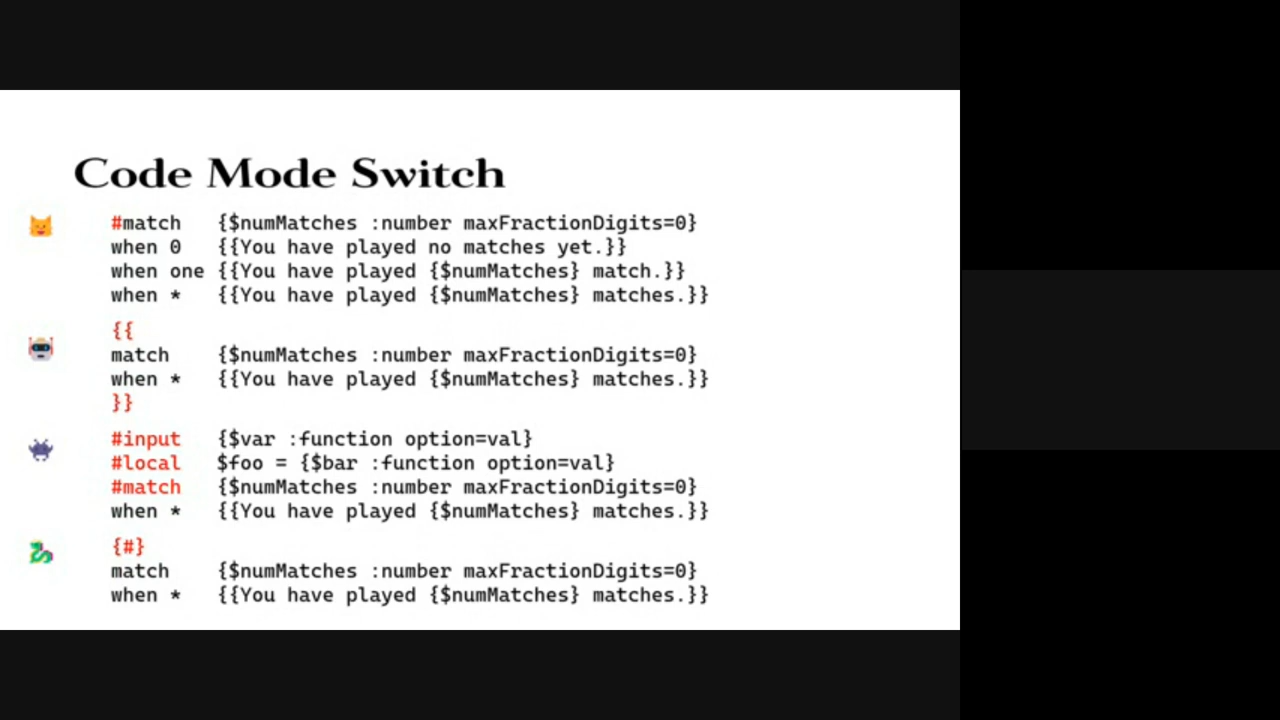 Code Mode Switch
#match {$numMatches :number maxFractionDigits=0}
when 0 {{You have played no matches yet.}}
when one {{You have played {$numMatches} match.}}
when * {{You have played {$numMatches} matches.}}
{{
match {$numMatches :number maxFractionDigits=0}
when * {{You have played {$numMatches} matches.}}
}}
#input {$var :function option=val}
#local $foo = {$bar :function option=val}
#match {$numMatches :number maxFractionDigits=0}
when * {{You have played {$numMatches} matches.}}
{#}
match {$numMatches :number maxFractionDigits=0}
when * {{You have played {$numMatches} matches.}}